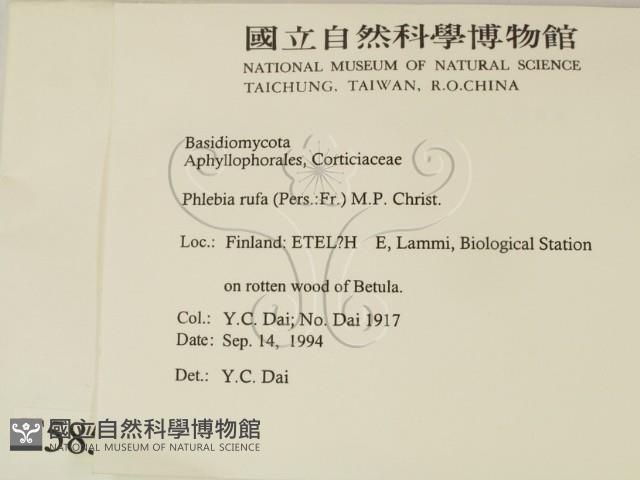 國立自然科學博物館
NATIONAL MUSEUM OF NATURAL SCIENCE
TAICHUNG, TAIWAN, R.O.CHINA
Basidiomycota
Aphyllophorales, Corticiaceae
Phlebia rufa (Pers.:Fr.) M.P. Christ.
Loc.: Finland: ETEL?H E, Lammi, Biological Station
on rotten wood of Betula.
Col.: Y.C. Dai; No. Dai 1917
Date: Sep. 14, 1994
Det.: Y.C. Dai
國立自然科學博物館
NATIONAL MUSEUM OF NATURAL SCIENCE